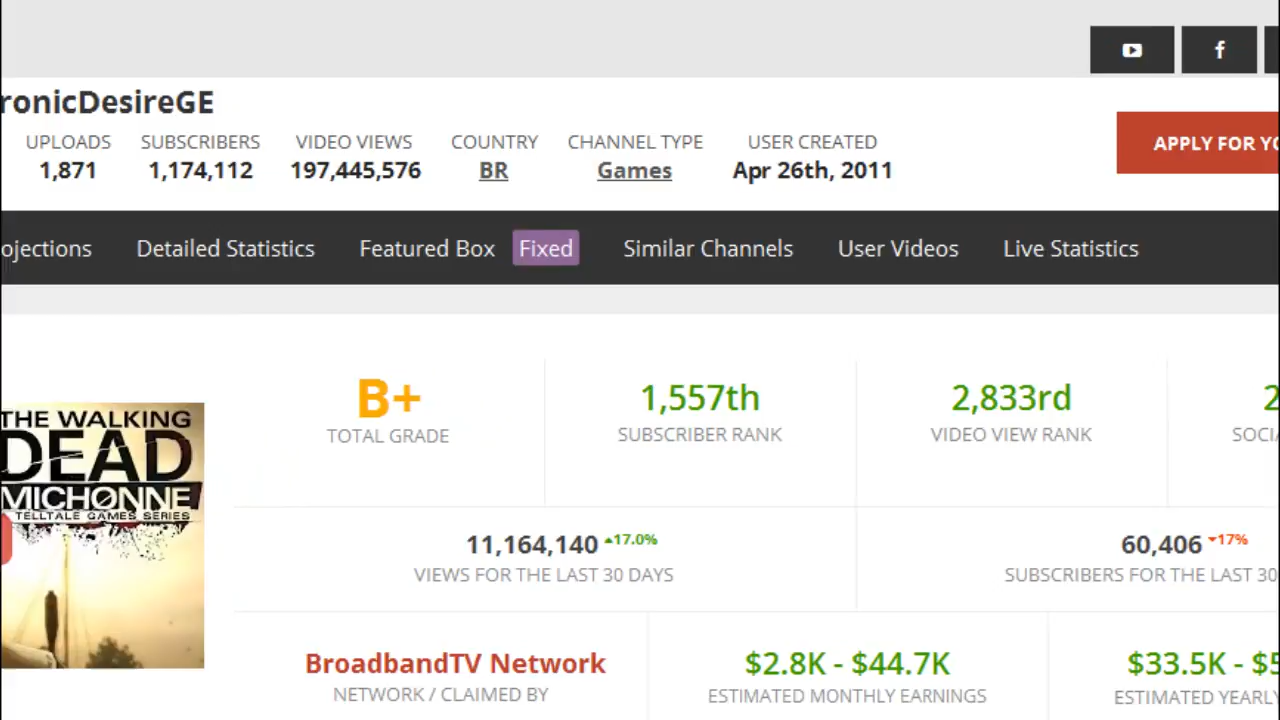 ronicDesireGE
UPLOADS SUBSCRIBERS VIDEO VIEWS COUNTRY CHANNEL TYPE USER CREATED
1,871 1,174,112 197,445,576 BR Games Apr 26th, 2011
APPLY FOR YO
ojections Detailed Statistics Featured Box Fixed Similar Channels User Videos Live Statistics
B+ 1,557th 2,833rd 2
TOTAL GRADE SUBSCRIBER RANK VIDEO VIEW RANK SOCIA
THE WALKING
DEAD
MICHONNE
TELLTALE GAMES SERIES
11,164,140 17.0% 60,406 17%
VIEWS FOR THE LAST 30 DAYS SUBSCRIBERS FOR THE LAST 30
BroadbandTV Network $2.8K - $44.7K $33.5K - $5
NETWORK / CLAIMED BY ESTIMATED MONTHLY EARNINGS ESTIMATED YEARLY